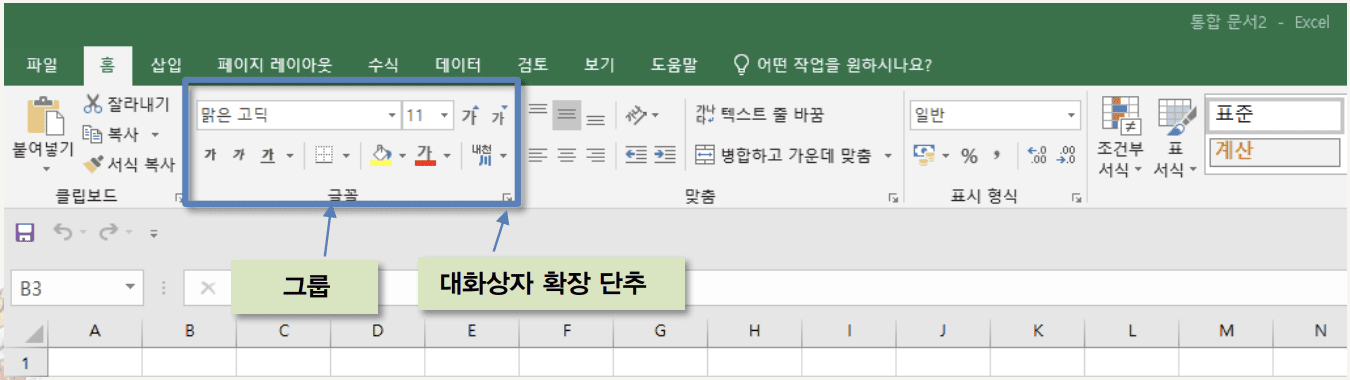 통합 문서2 - Excel
파일 홈 삽입 페이지 레이아웃 수식 데이터 검토 보기 도움말 어떤 작업을 원하시나요?
붙여넣기
잘라내기
복사
서식 복사
클립보드
맑은 고딕 11 가 가
가 가 가 가 내천
글꼴
텍스트 줄 바꿈
병합하고 가운데 맞춤
맞춤
일반
% , .0 .00 .00 .0
표시 형식
조건부
서식
표
서식
표준
계산
그룹
대화상자 확장 단추
B3
A B C D E F G H I J K L M N
1